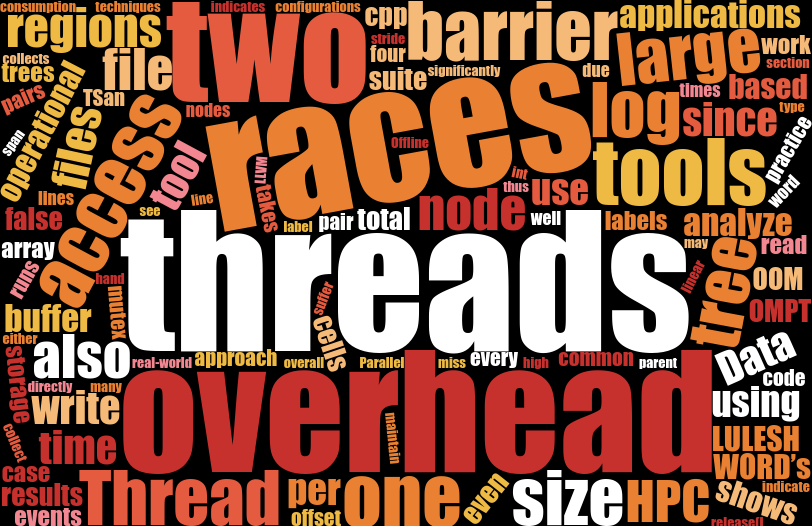 consumption
techniques
indicates
configurations
cpp
barrier
applications
regions
two
stride
four
large
work
collects
trees
file
suite
significantly
due
section
pairs
TSan
times
based
type
operational
files
access
nodes
races
log
since
span
tool
Offline
tools
practice
word
lines
line
takes
int
thus
use
false
see
label
pair
total
node
well
labels
analyze
array
threads
may
read
runs
hand
mutex
suffer
linear
tree
OOM
buffer
cells
OMPT
either
also
real-world
approach
overall
Parallel
miss
every
high
common
parent
Data
code
storage
directly
many
write
overhead
using
collect
time
maintain
LULESH
WORD's
case
results
events
Thread
per
offset
one
even
size
HPC
shows
indicate
release[]